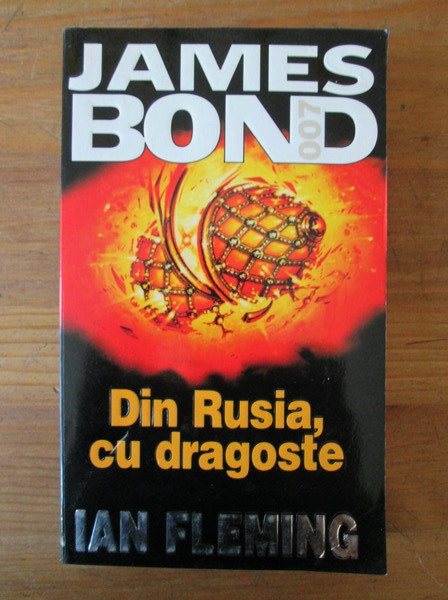 JAMES
BOND
007
Din Rusia,
cu dragoste
IAN FLEMING